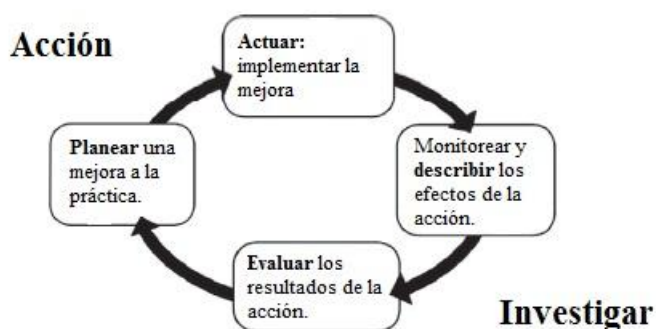 Acción
Actuar:
implementar la
mejora
Planear una
mejora a la
práctica.
Monitorear y
describir los
efectos de la
acción.
Evaluar los
resultados de la
acción.
Investigar